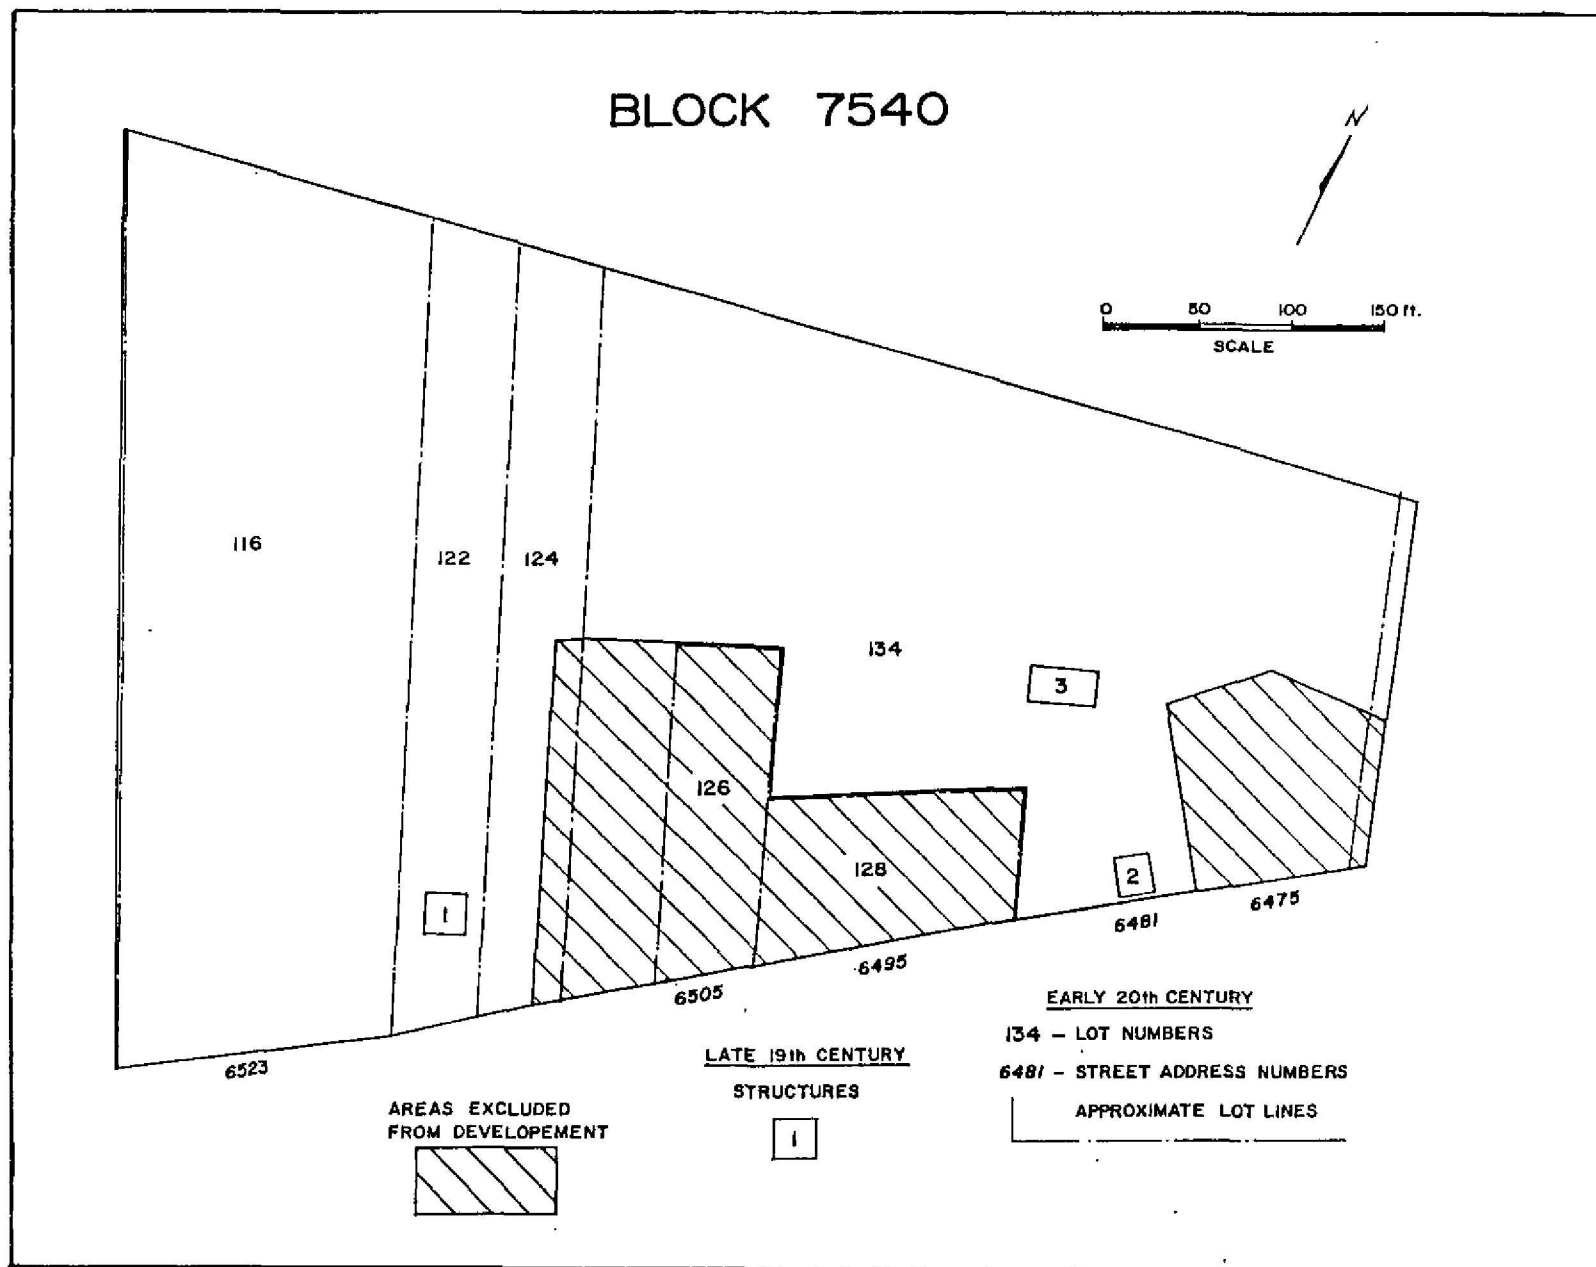 BLOCK 7540
N
0 50 100 150 ft.
SCALE
116
122
124
134
3
126
128
2
1
6475
6481
6495
6505
6523
EARLY 20th CENTURY
134 – LOT NUMBERS
6481 – STREET ADDRESS NUMBERS
APPROXIMATE LOT LINES
LATE 19th CENTURY
STRUCTURES
1
AREAS EXCLUDED
FROM DEVELOPEMENT